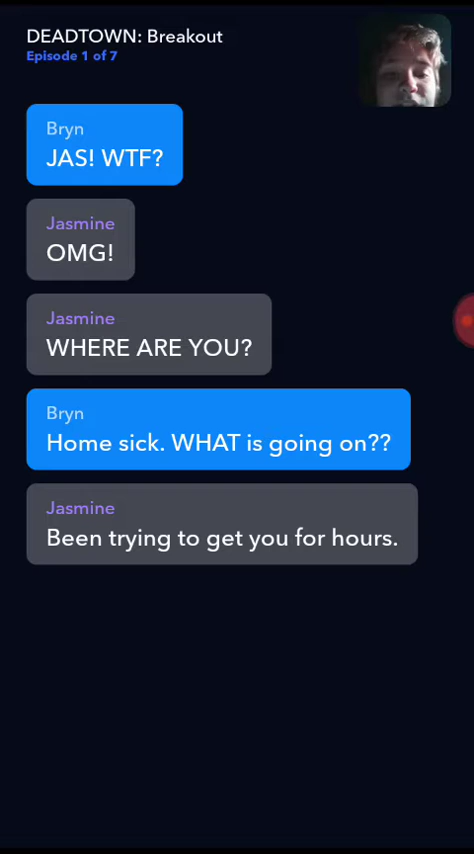 DEADTOWN: Breakout
Episode 1 of 7
Bryn
JAS! WTF?
Jasmine
OMG!
Jasmine
WHERE ARE YOU?
Bryn
Home sick. WHAT is going on??
Jasmine
Been trying to get you for hours.